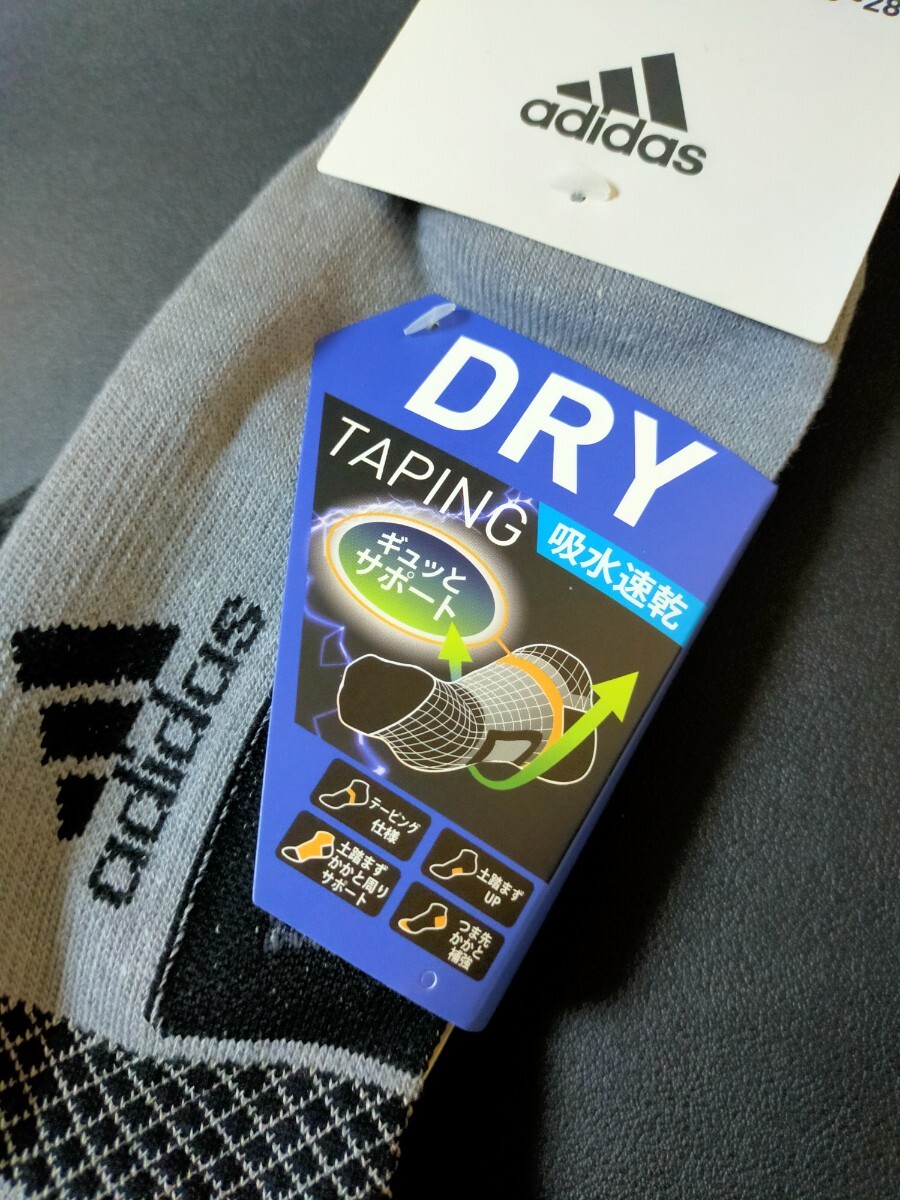 adidas
DRY
TAPING
吸水速乾
ギュッと
サポート
テーピング
仕様
土踏まず
UP
土踏まず
かかと周り
サポート
つま先
かかと
補強
adidas